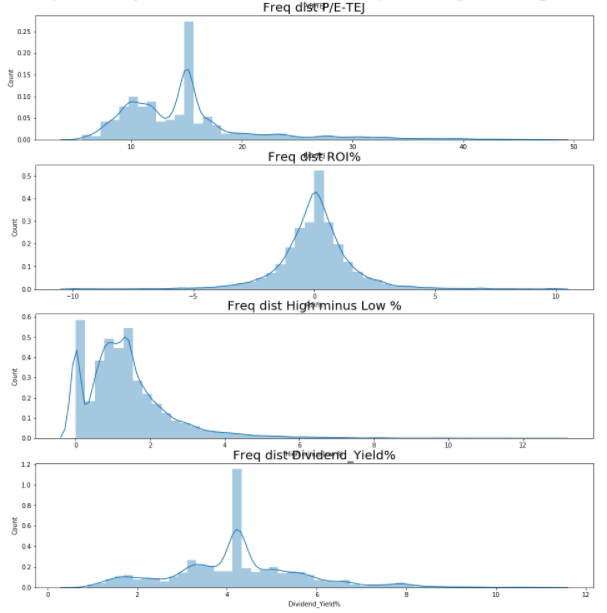 Freq dist P/E-TEJ
0.25
0.20
0.15
0.10
0.05
0.00
Count
10 20 30 40 50
Freq dist ROI%
0.5
0.4
0.3
0.2
0.1
0.0
Count
−10 −5 0 5 10
Freq dist High minus Low %
0.6
0.5
0.4
0.3
0.2
0.1
0.0
Count
0 2 4 6 8 10 12
Freq dist Dividend_Yield%
1.2
1.0
0.8
0.6
0.4
0.2
0.0
Count
0 2 4 6 8 10 12
Dividend_Yield%